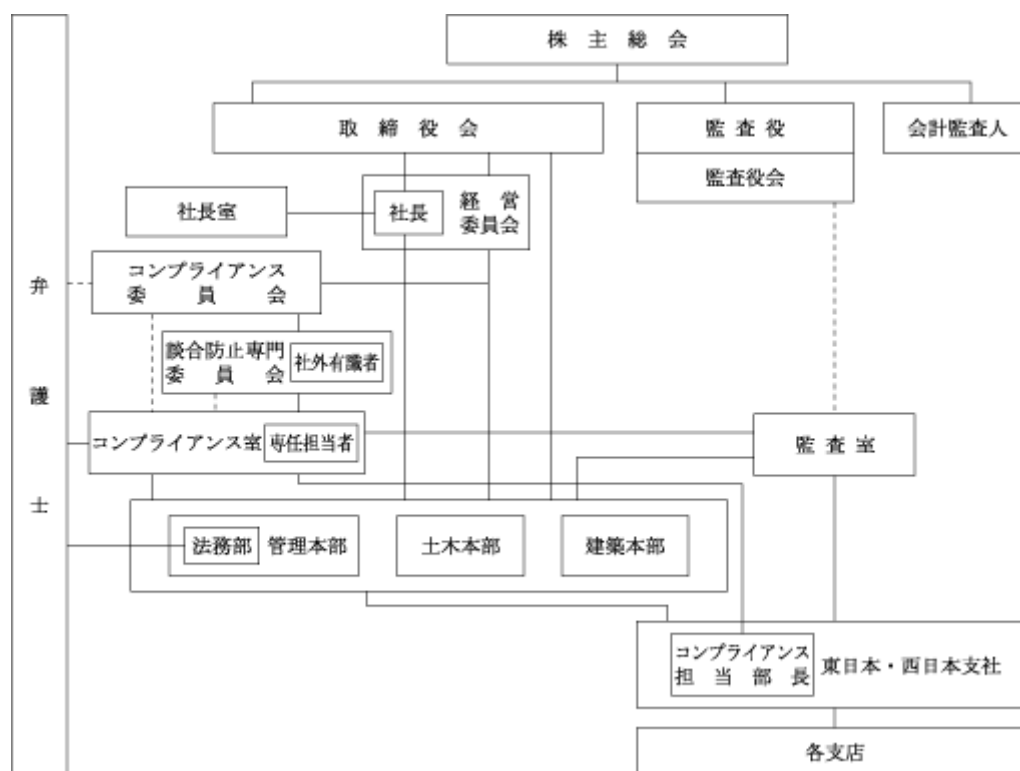 株主総会
取締役会
監査役
会計監査人
監査役会
社長室
社長
経営
委員会
弁護士
コンプライアンス
委員会
談合防止専門
委員会
社外有識者
コンプライアンス室
専任担当者
監査室
法務部
管理本部
土木本部
建築本部
コンプライアンス
担当部長
東日本・西日本支社
各支店